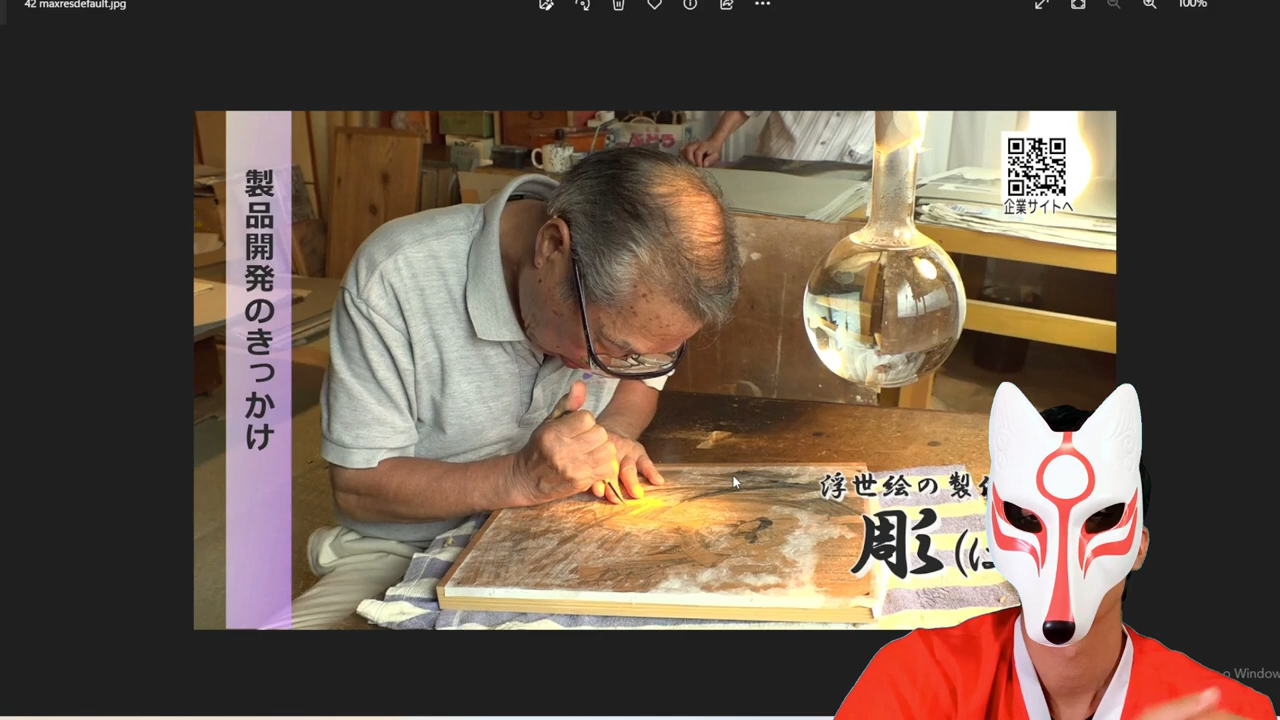 42 maxresdefault.jpg
100%
製品開発のきっかけ
企業サイトへ
浮世絵の製
彫(
Window